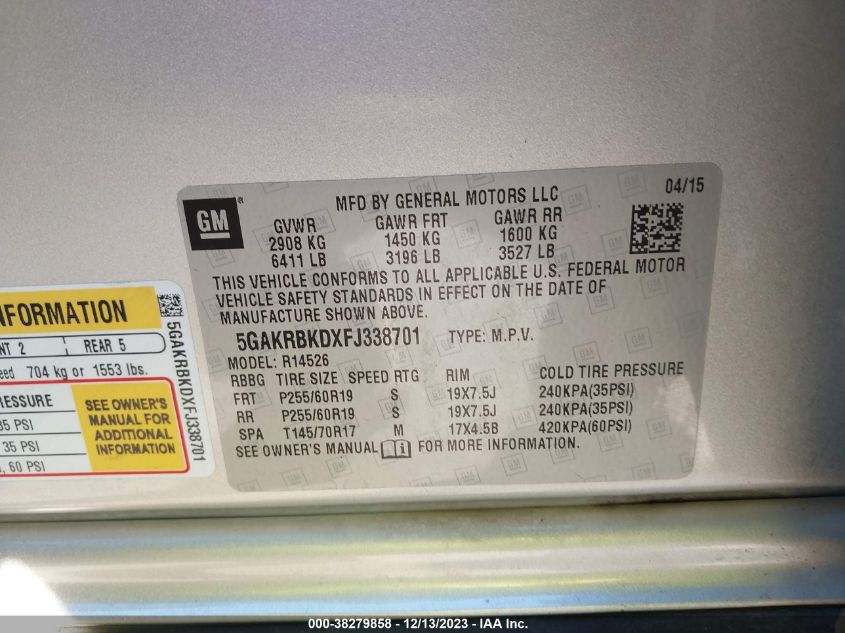 GM
®
MFD BY GENERAL MOTORS LLC
04/15
GVWR GAWR FRT GAWR RR
2908 KG 1450 KG 1600 KG
6411 LB 3196 LB 3527 LB
THIS VEHICLE CONFORMS TO ALL APPLICABLE U.S. FEDERAL MOTOR
VEHICLE SAFETY STANDARDS IN EFFECT ON THE DATE OF
MANUFACTURE SHOWN ABOVE.
5GAKRBKDXFJ338701 TYPE: M.P.V.
MODEL: R14526
RBBG TIRE SIZE SPEED RTG RIM COLD TIRE PRESSURE
FRT P255/60R19 S 19X7.5J 240KPA(35PSI)
RR P255/60R19 S 19X7.5J 240KPA(35PSI)
SPA T145/70R17 M 17X4.5B 420KPA(60PSI)
SEE OWNER'S MANUAL FOR MORE INFORMATION.
INFORMATION
NT 2 REAR 5
eed 704 kg or 1553 lbs.
RESSURE
35 PSI
35 PSI
, 60 PSI
SEE OWNER'S
MANUAL FOR
ADDITIONAL
INFORMATION
5GAKRBKDXFJ338701
000-38279858 - 12/13/2023 - IAA Inc.